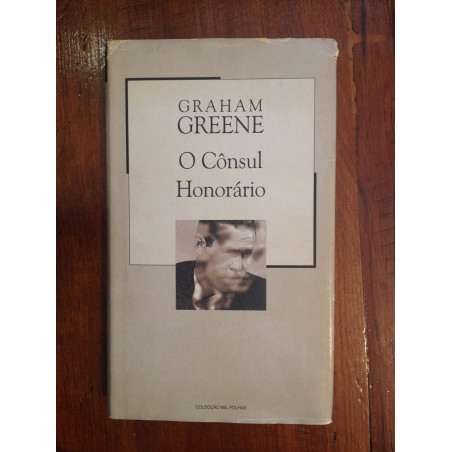 GRAHAM
GREENE
O Cônsul
Honorário
COLECÇÃO MIL FOLHAS